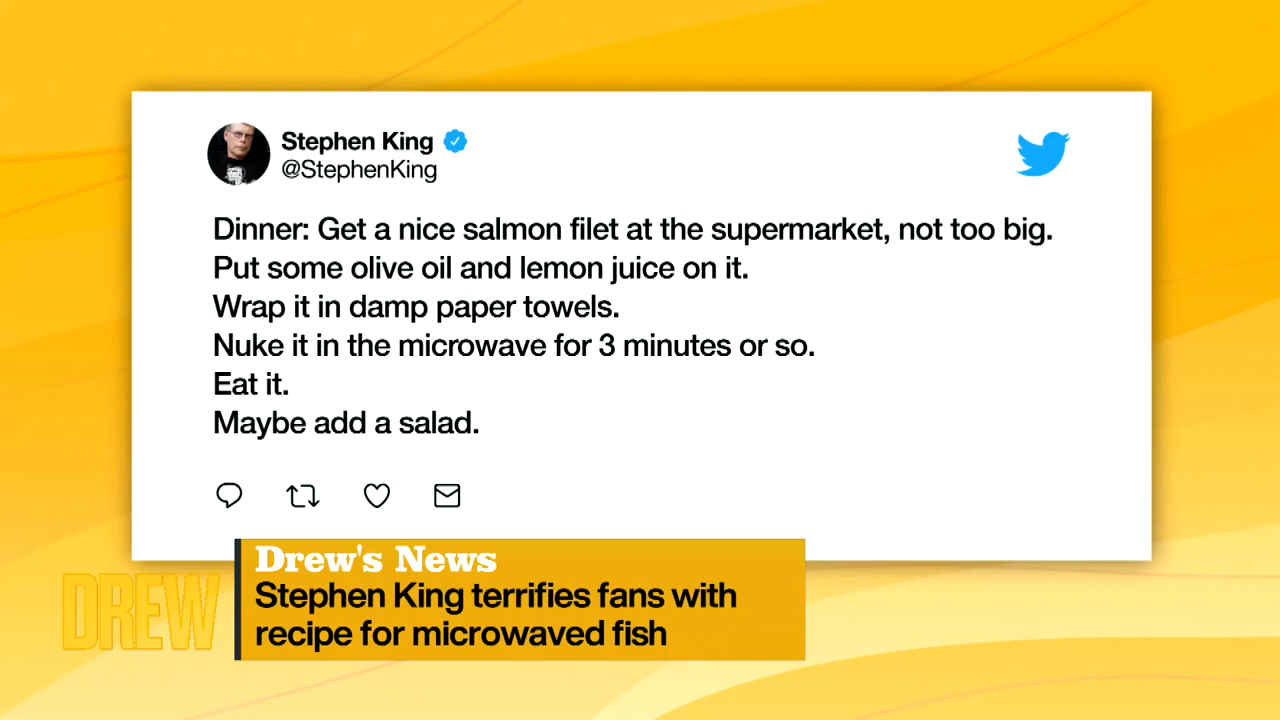 Stephen King
@StephenKing
Dinner: Get a nice salmon filet at the supermarket, not too big.
Put some olive oil and lemon juice on it.
Wrap it in damp paper towels.
Nuke it in the microwave for 3 minutes or so.
Eat it.
Maybe add a salad.
DREW
Drew's News
Stephen King terrifies fans with
recipe for microwaved fish